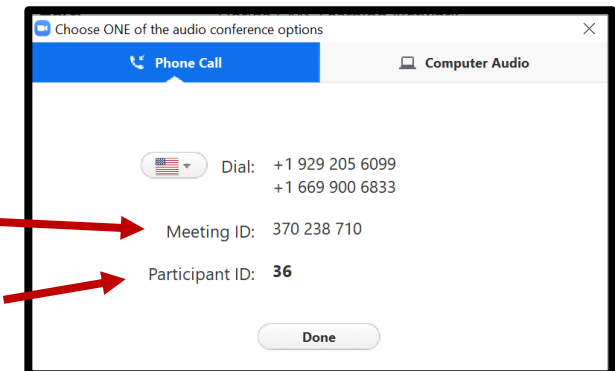 Choose ONE of the audio conference options
Phone Call
Computer Audio
Dial: +1 929 205 6099
+1 669 900 6833
Meeting ID: 370 238 710
Participant ID: 36
Done